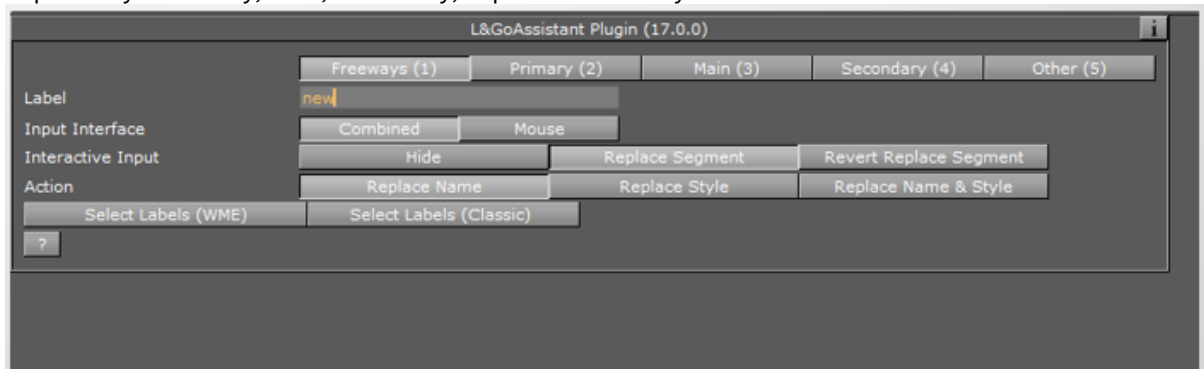 L&GoAssistant Plugin (17.0.0) i
Freeways (1) Primary (2) Main (3) Secondary (4) Other (5)
Label new
Input Interface Combined Mouse
Interactive Input Hide Replace Segment Revert Replace Segment
Action Replace Name Replace Style Replace Name & Style
Select Labels (WME) Select Labels (Classic)
?